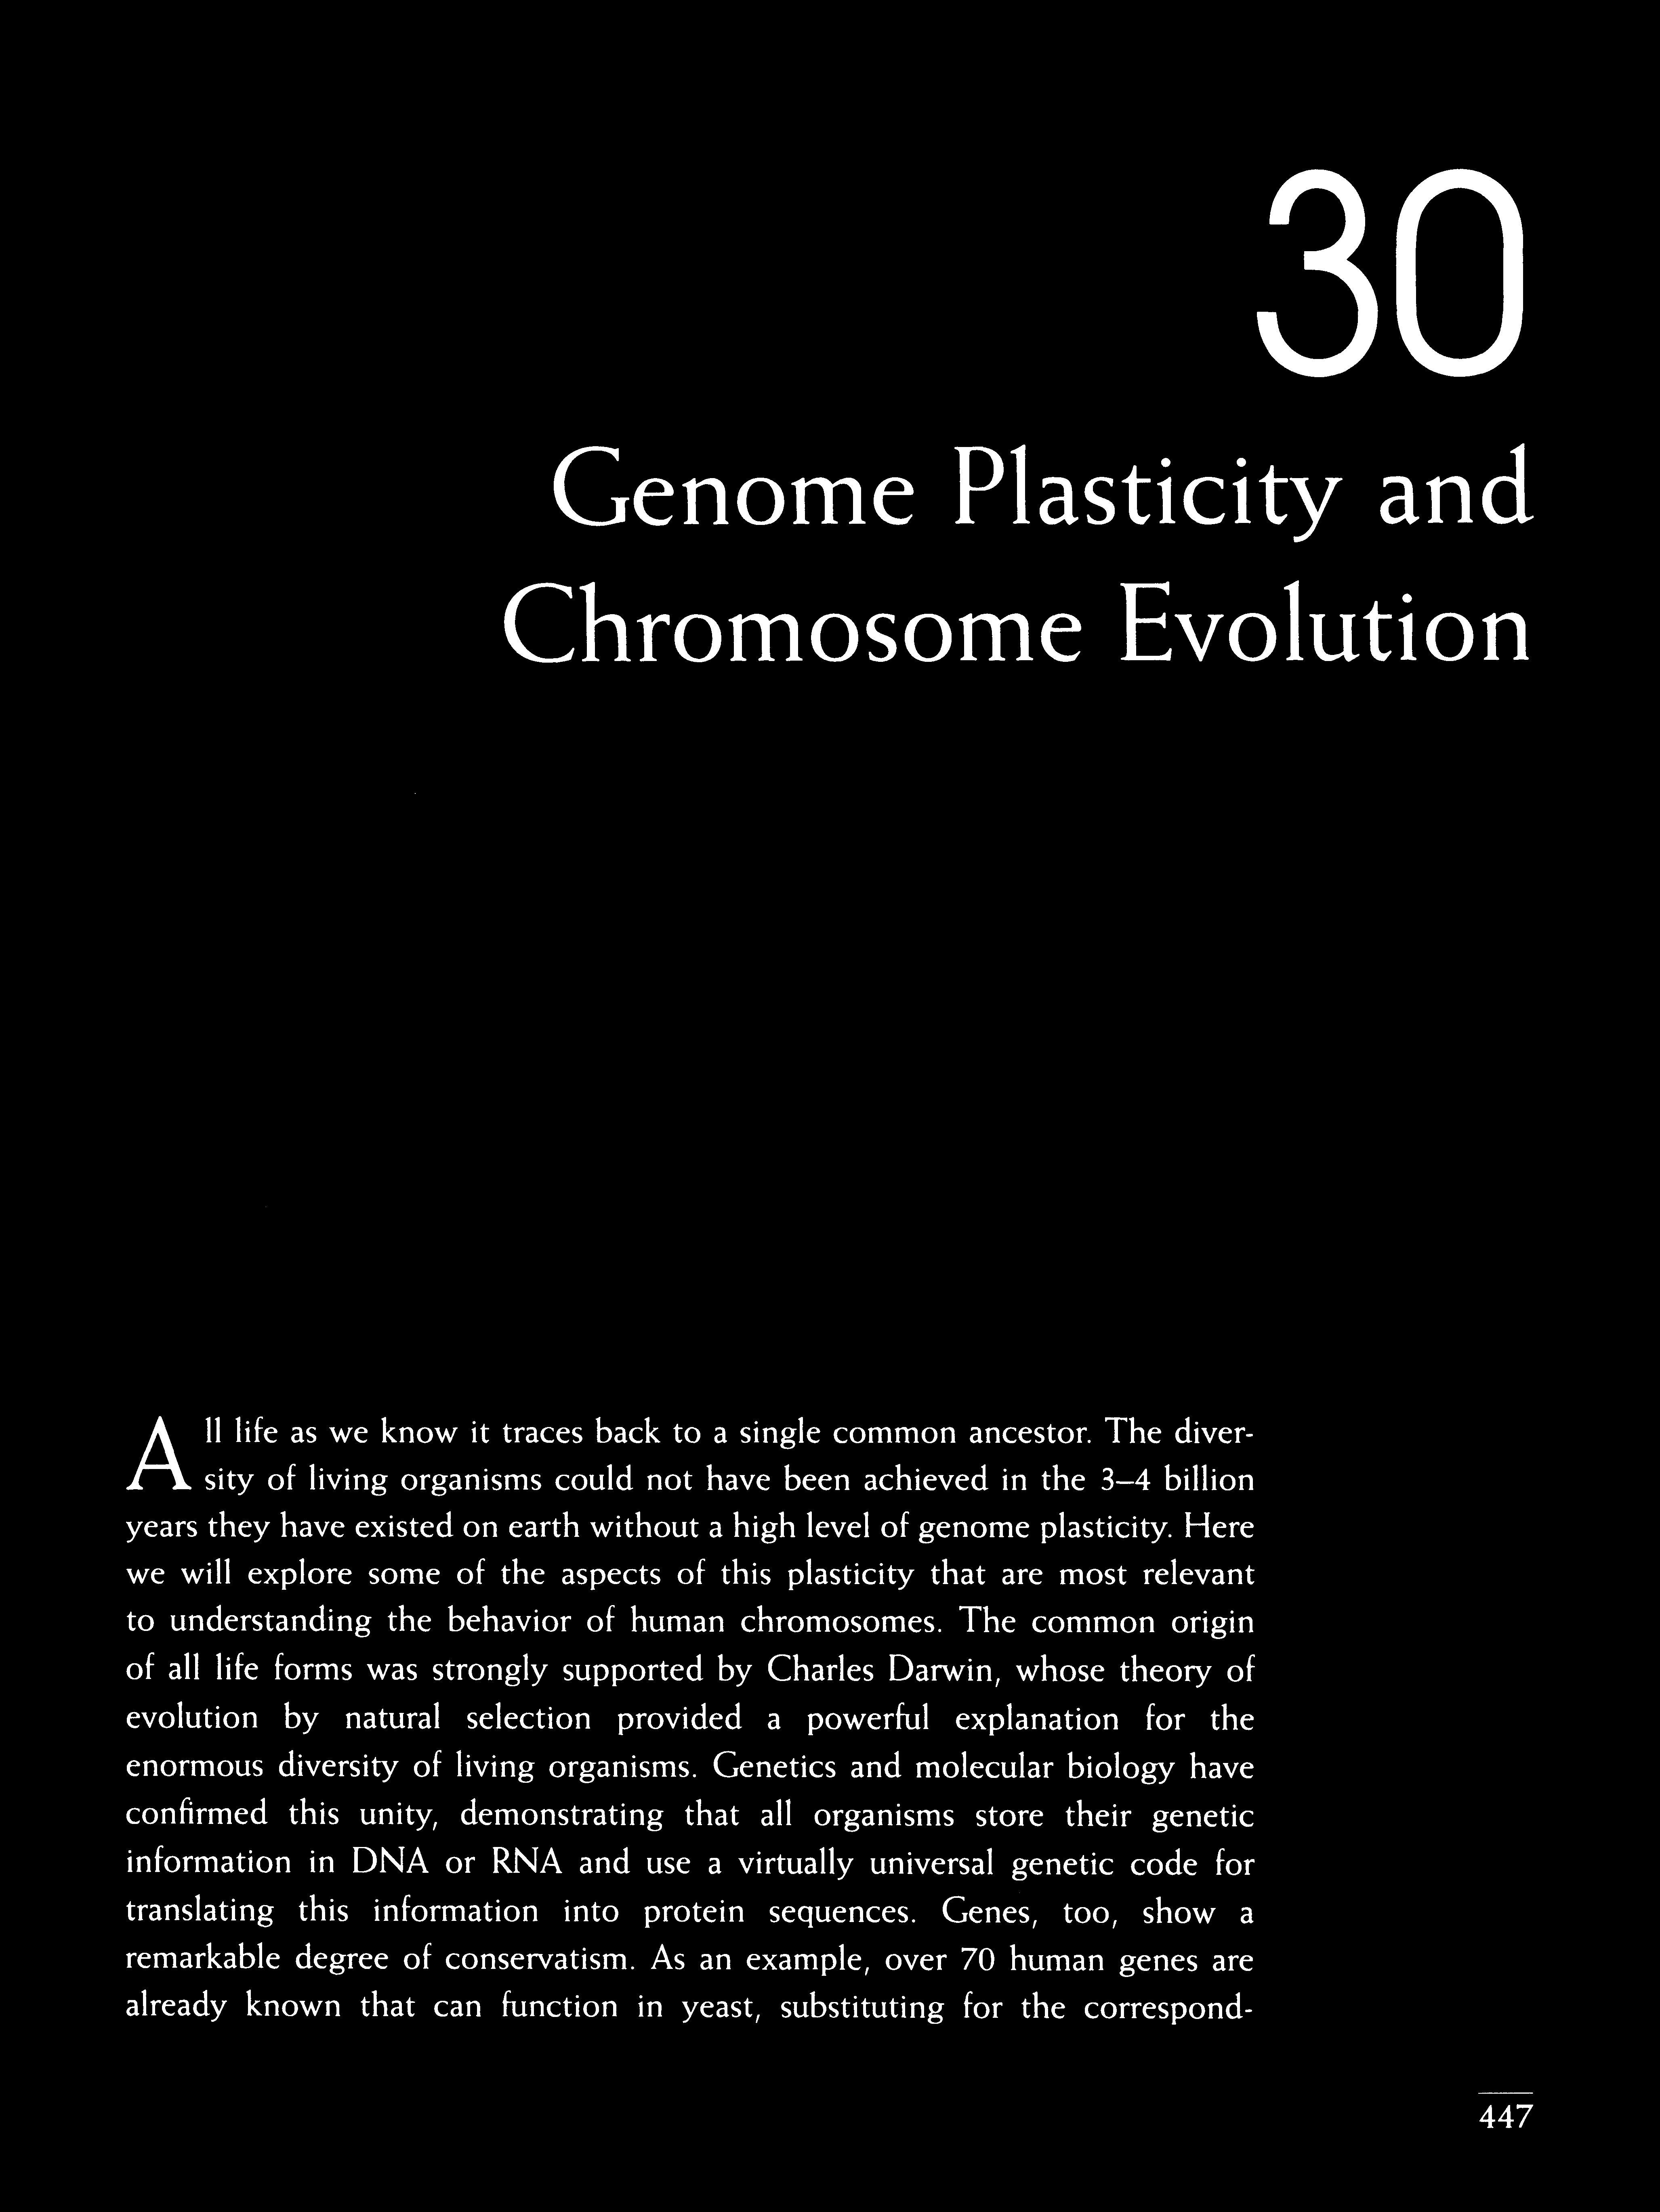 30
Genome Plasticity and
Chromosome Evolution
All life as we know it traces back to a single common ancestor. The diver-
sity of living organisms could not have been achieved in the 3–4 billion
years they have existed on earth without a high level of genome plasticity. Here
we will explore some of the aspects of this plasticity that are most relevant
to understanding the behavior of human chromosomes. The common origin
of all life forms was strongly supported by Charles Darwin, whose theory of
evolution by natural selection provided a powerful explanation for the
enormous diversity of living organisms. Genetics and molecular biology have
confirmed this unity, demonstrating that all organisms store their genetic
information in DNA or RNA and use a virtually universal genetic code for
translating this information into protein sequences. Genes, too, show a
remarkable degree of conservatism. As an example, over 70 human genes are
already known that can function in yeast, substituting for the correspond-
447